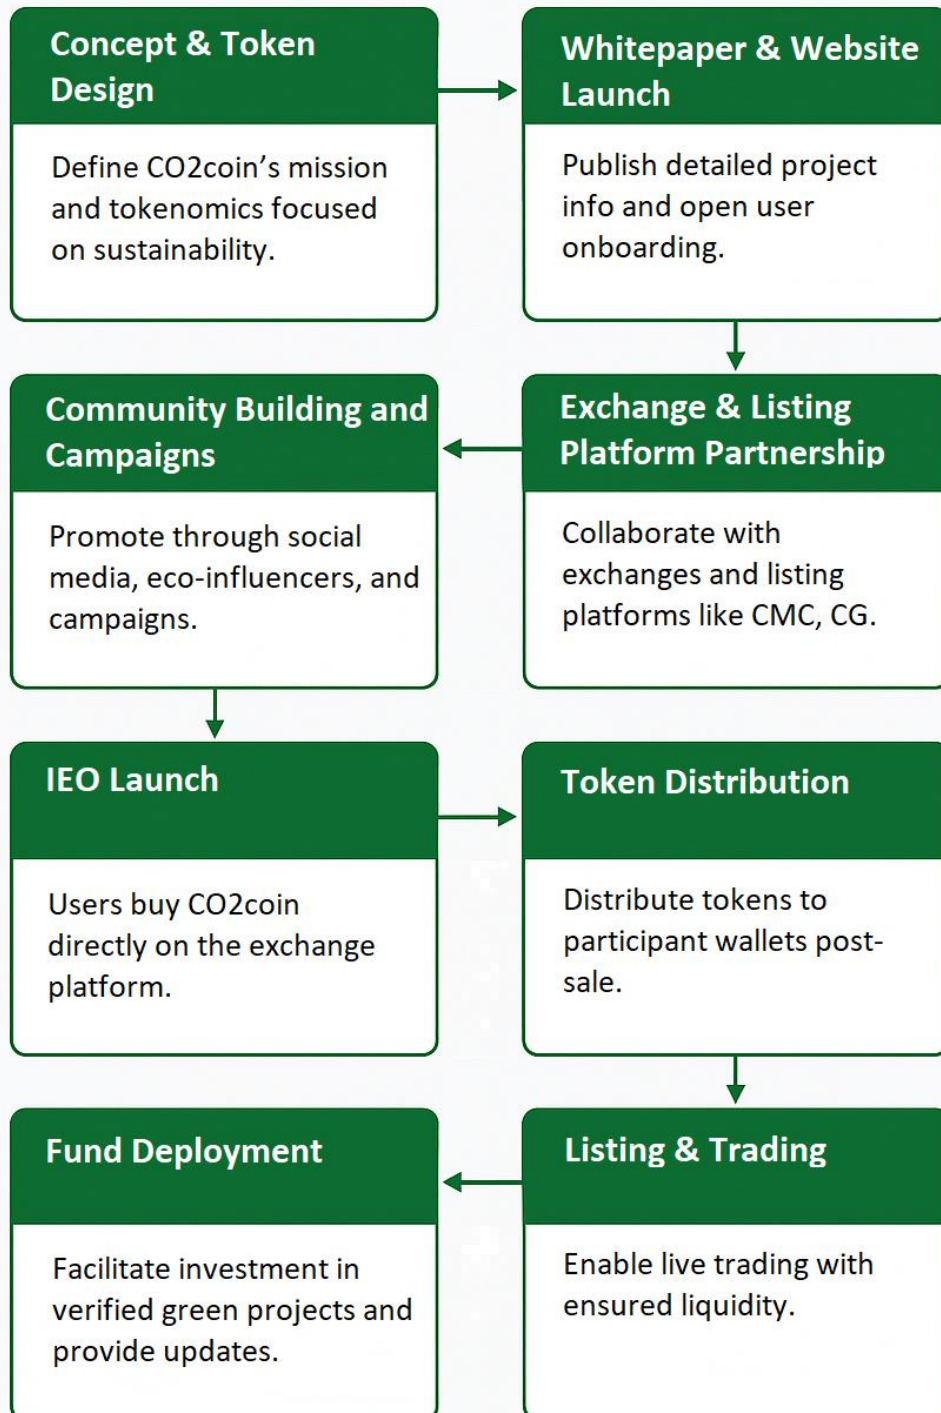 Concept & Token
Design
Define CO2coin’s mission
and tokenomics focused
on sustainability.
Whitepaper & Website
Launch
Publish detailed project
info and open user
onboarding.
Exchange & Listing
Platform Partnership
Collaborate with
exchanges and listing
platforms like CMC, CG.
Community Building and
Campaigns
Promote through social
media, eco-influencers, and
campaigns.
IEO Launch
Users buy CO2coin
directly on the exchange
platform.
Token Distribution
Distribute tokens to
participant wallets post-
sale.
Listing & Trading
Enable live trading with
ensured liquidity.
Fund Deployment
Facilitate investment in
verified green projects and
provide updates.